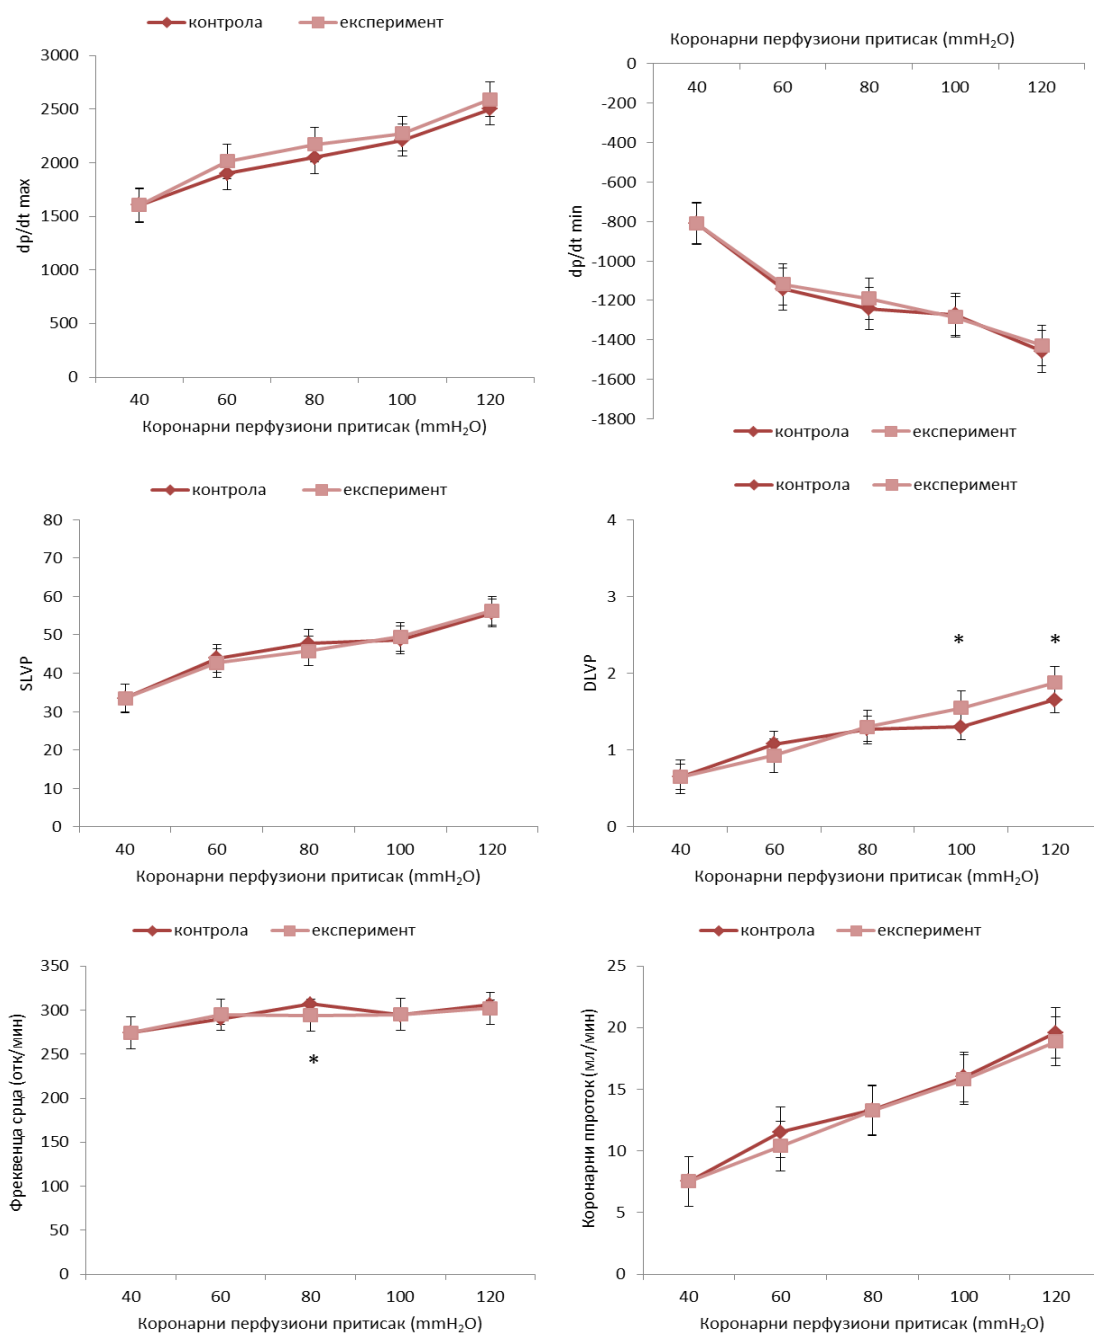 контрола експеримент
3000
2500
2000
1500
1000
500
0
dp/dt max
40 60 80 100 120
Коронарни перфузиони притисак (mmH₂O)
Коронарни перфузиони притисак (mmH₂O)
0
40 60 80 100 120
-200
-400
-600
-800
-1000
-1200
-1400
-1600
-1800
dp/dt min
контрола експеримент
контрола експеримент
80
70
60
50
40
30
20
10
0
SLVP
40 60 80 100 120
Коронарни перфузиони притисак (mmH₂O)
контрола експеримент
4
3
2
1
0
DLVP
* *
40 60 80 100 120
Коронарни перфузиони притисак (mmH₂O)
контрола експеримент
350
300
250
200
150
100
50
0
Фреквенца срца (отк/мин)
*
40 60 80 100 120
Коронарни перфузиони притисак (mmH₂O)
контрола експеримент
25
20
15
10
5
0
Коронарни ппроток (мл/мин)
40 60 80 100 120
Коронарни перфузиони притисак (mmH₂O)